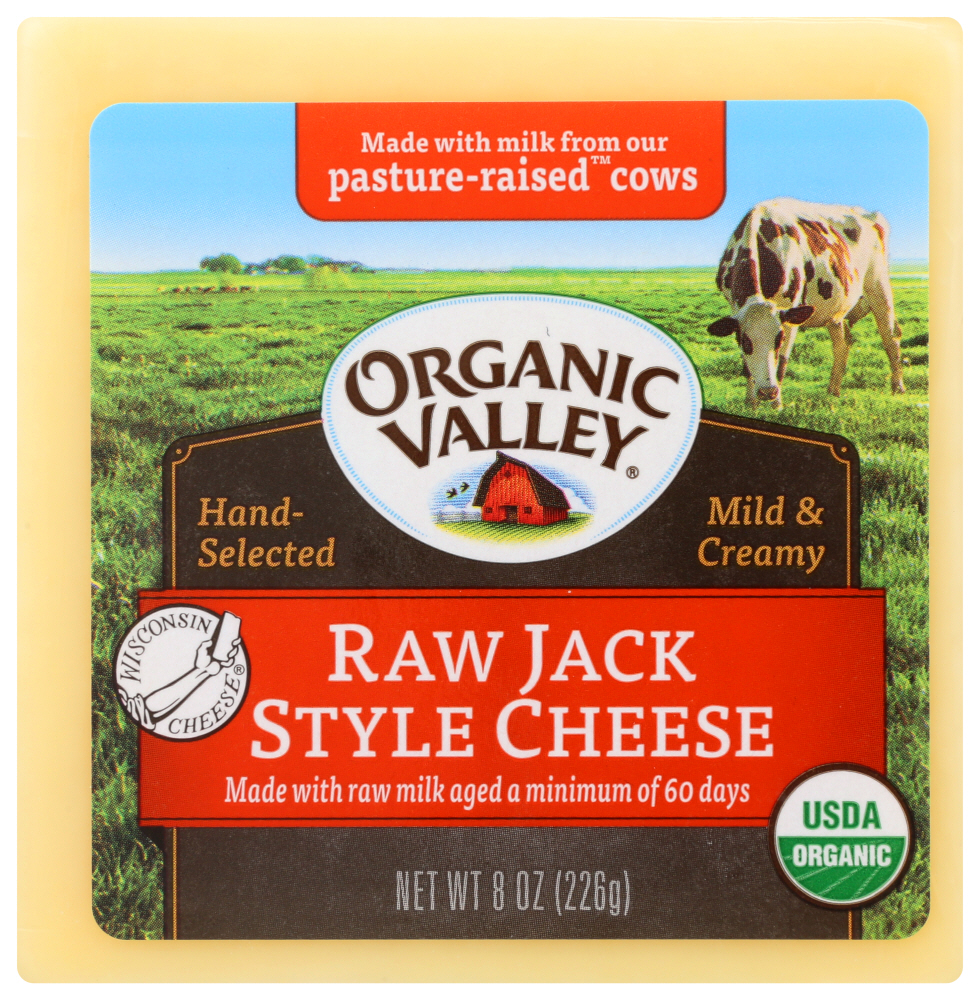 Made with milk from our
pasture-raised™ cows
ORGANIC
VALLEY®
Hand-
Selected
Mild &
Creamy
WISCONSIN
CHEESE®
RAW JACK
STYLE CHEESE
Made with raw milk aged a minimum of 60 days
USDA
ORGANIC
NET WT 8 OZ (226g)